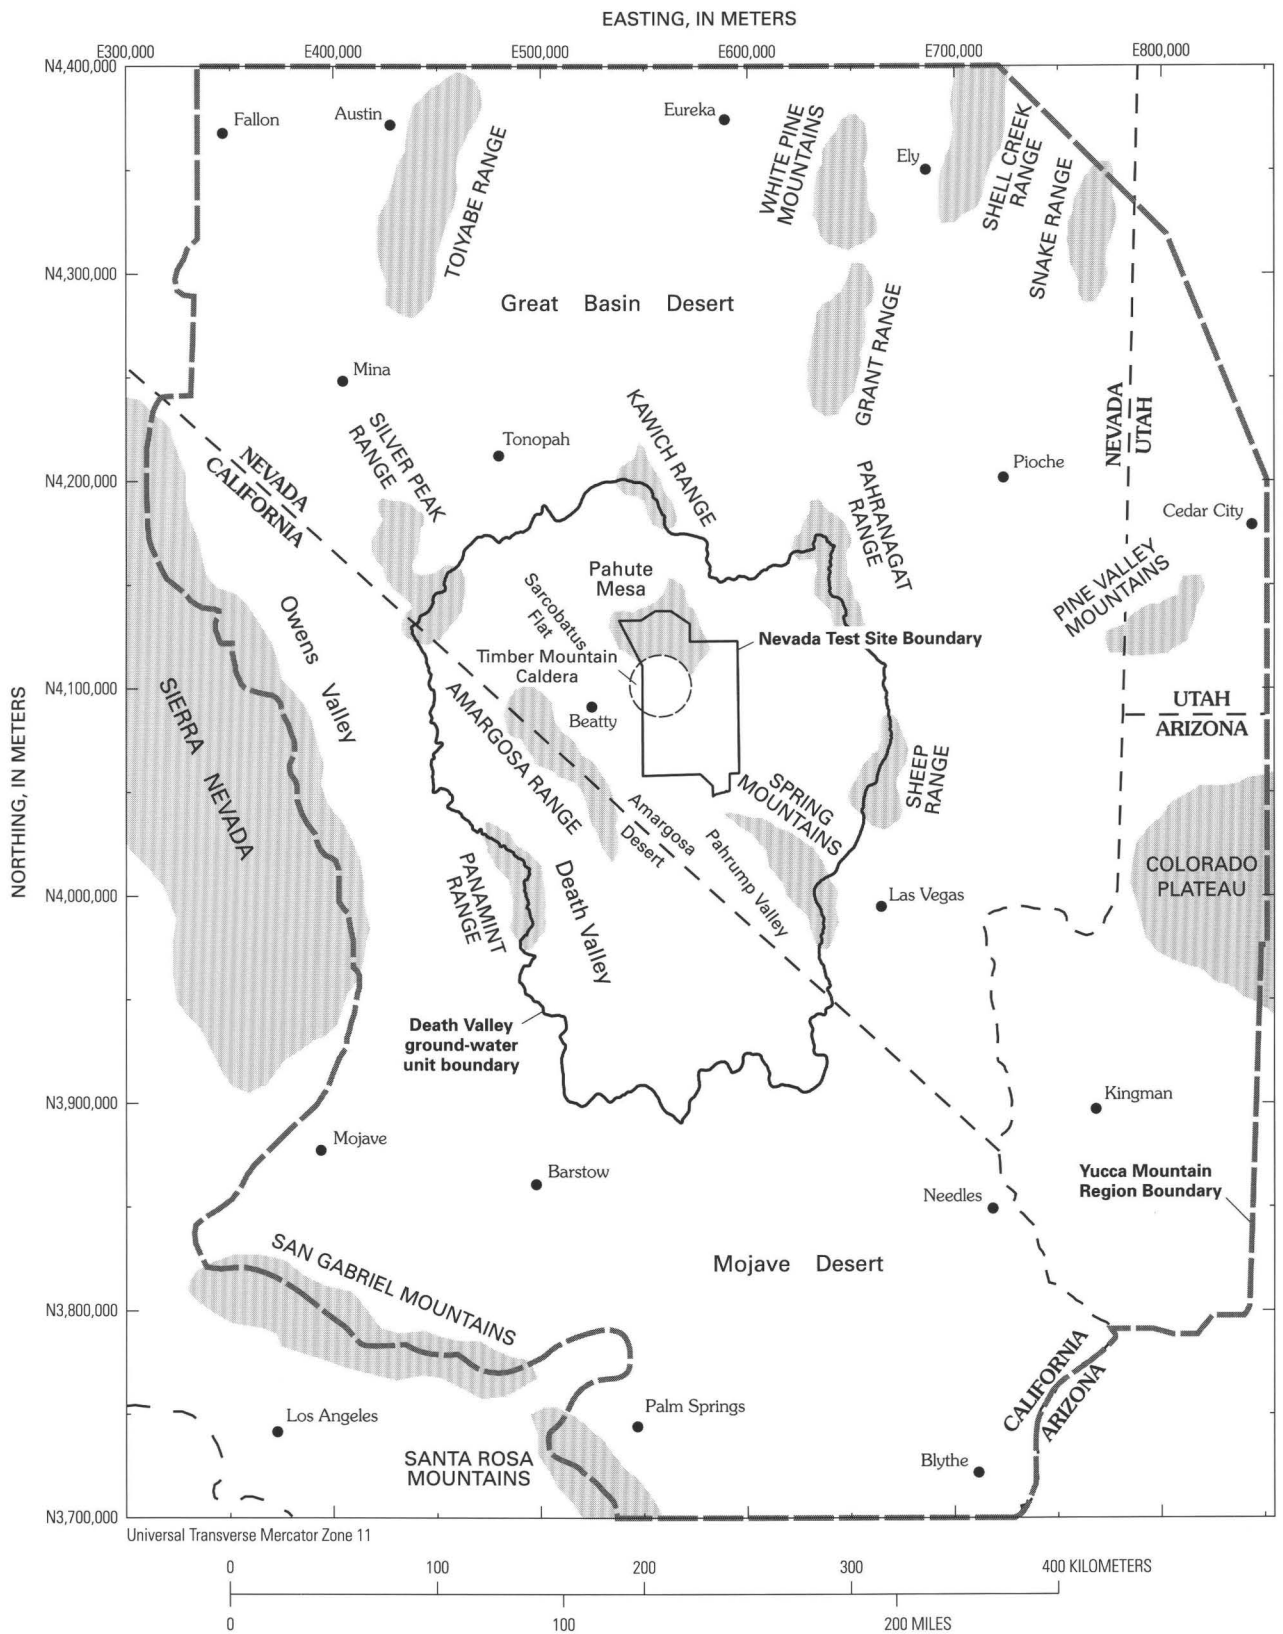 EASTING, IN METERS
E300,000 E400,000 E500,000 E600,000 E700,000 E800,000
N4,400,000
Fallon
Austin
Eureka
Ely
TOIYABE RANGE
WHITE PINE
MOUNTAINS
SHELL CREEK
RANGE
SNAKE RANGE
N4,300,000
Great Basin Desert
GRANT RANGE
Mina
NEVADA
UTAH
SILVER PEAK
RANGE
Tonopah
KAWICH RANGE
NEVADA
CALIFORNIA
Pioche
N4,200,000
PAHRANAGAT
RANGE
Cedar City
Pahute
Mesa
PINE VALLEY
MOUNTAINS
Sarcobatus
Flat
Owens Valley
Nevada Test Site Boundary
Timber Mountain
Caldera
N4,100,000
Beatty
UTAH
ARIZONA
SIERRA NEVADA
AMARGOSA RANGE
SPRING
MOUNTAINS
SHEEP
RANGE
Amargosa
Desert
Pahrump Valley
NORTHING, IN METERS
COLORADO
PLATEAU
N4,000,000
PANAMINT
RANGE
Death Valley
Las Vegas
Death Valley
ground-water
unit boundary
N3,900,000
Kingman
Mojave
Barstow
Yucca Mountain
Region Boundary
Needles
SAN GABRIEL MOUNTAINS
Mojave Desert
N3,800,000
CALIFORNIA
ARIZONA
Los Angeles
Palm Springs
SANTA ROSA
MOUNTAINS
Blythe
N3,700,000
Universal Transverse Mercator Zone 11
0 100 200 300 400 KILOMETERS
0 100 200 MILES